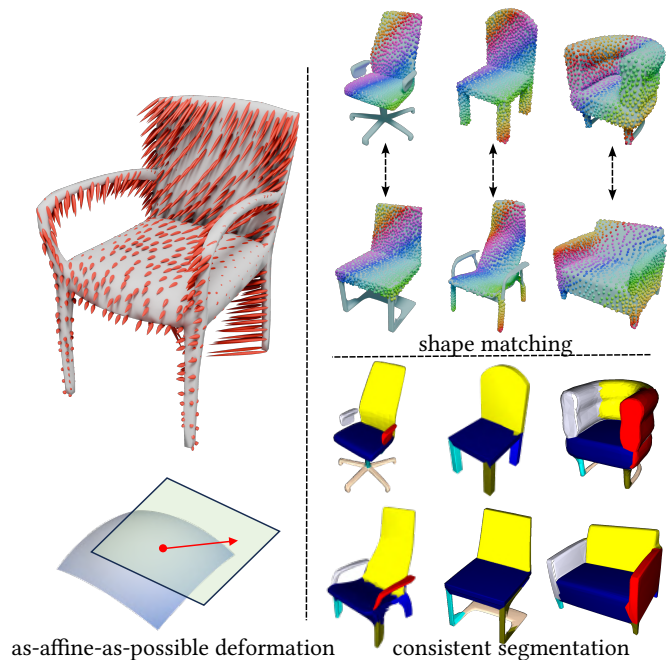 shape matching
as-affine-as-possible deformation
consistent segmentation